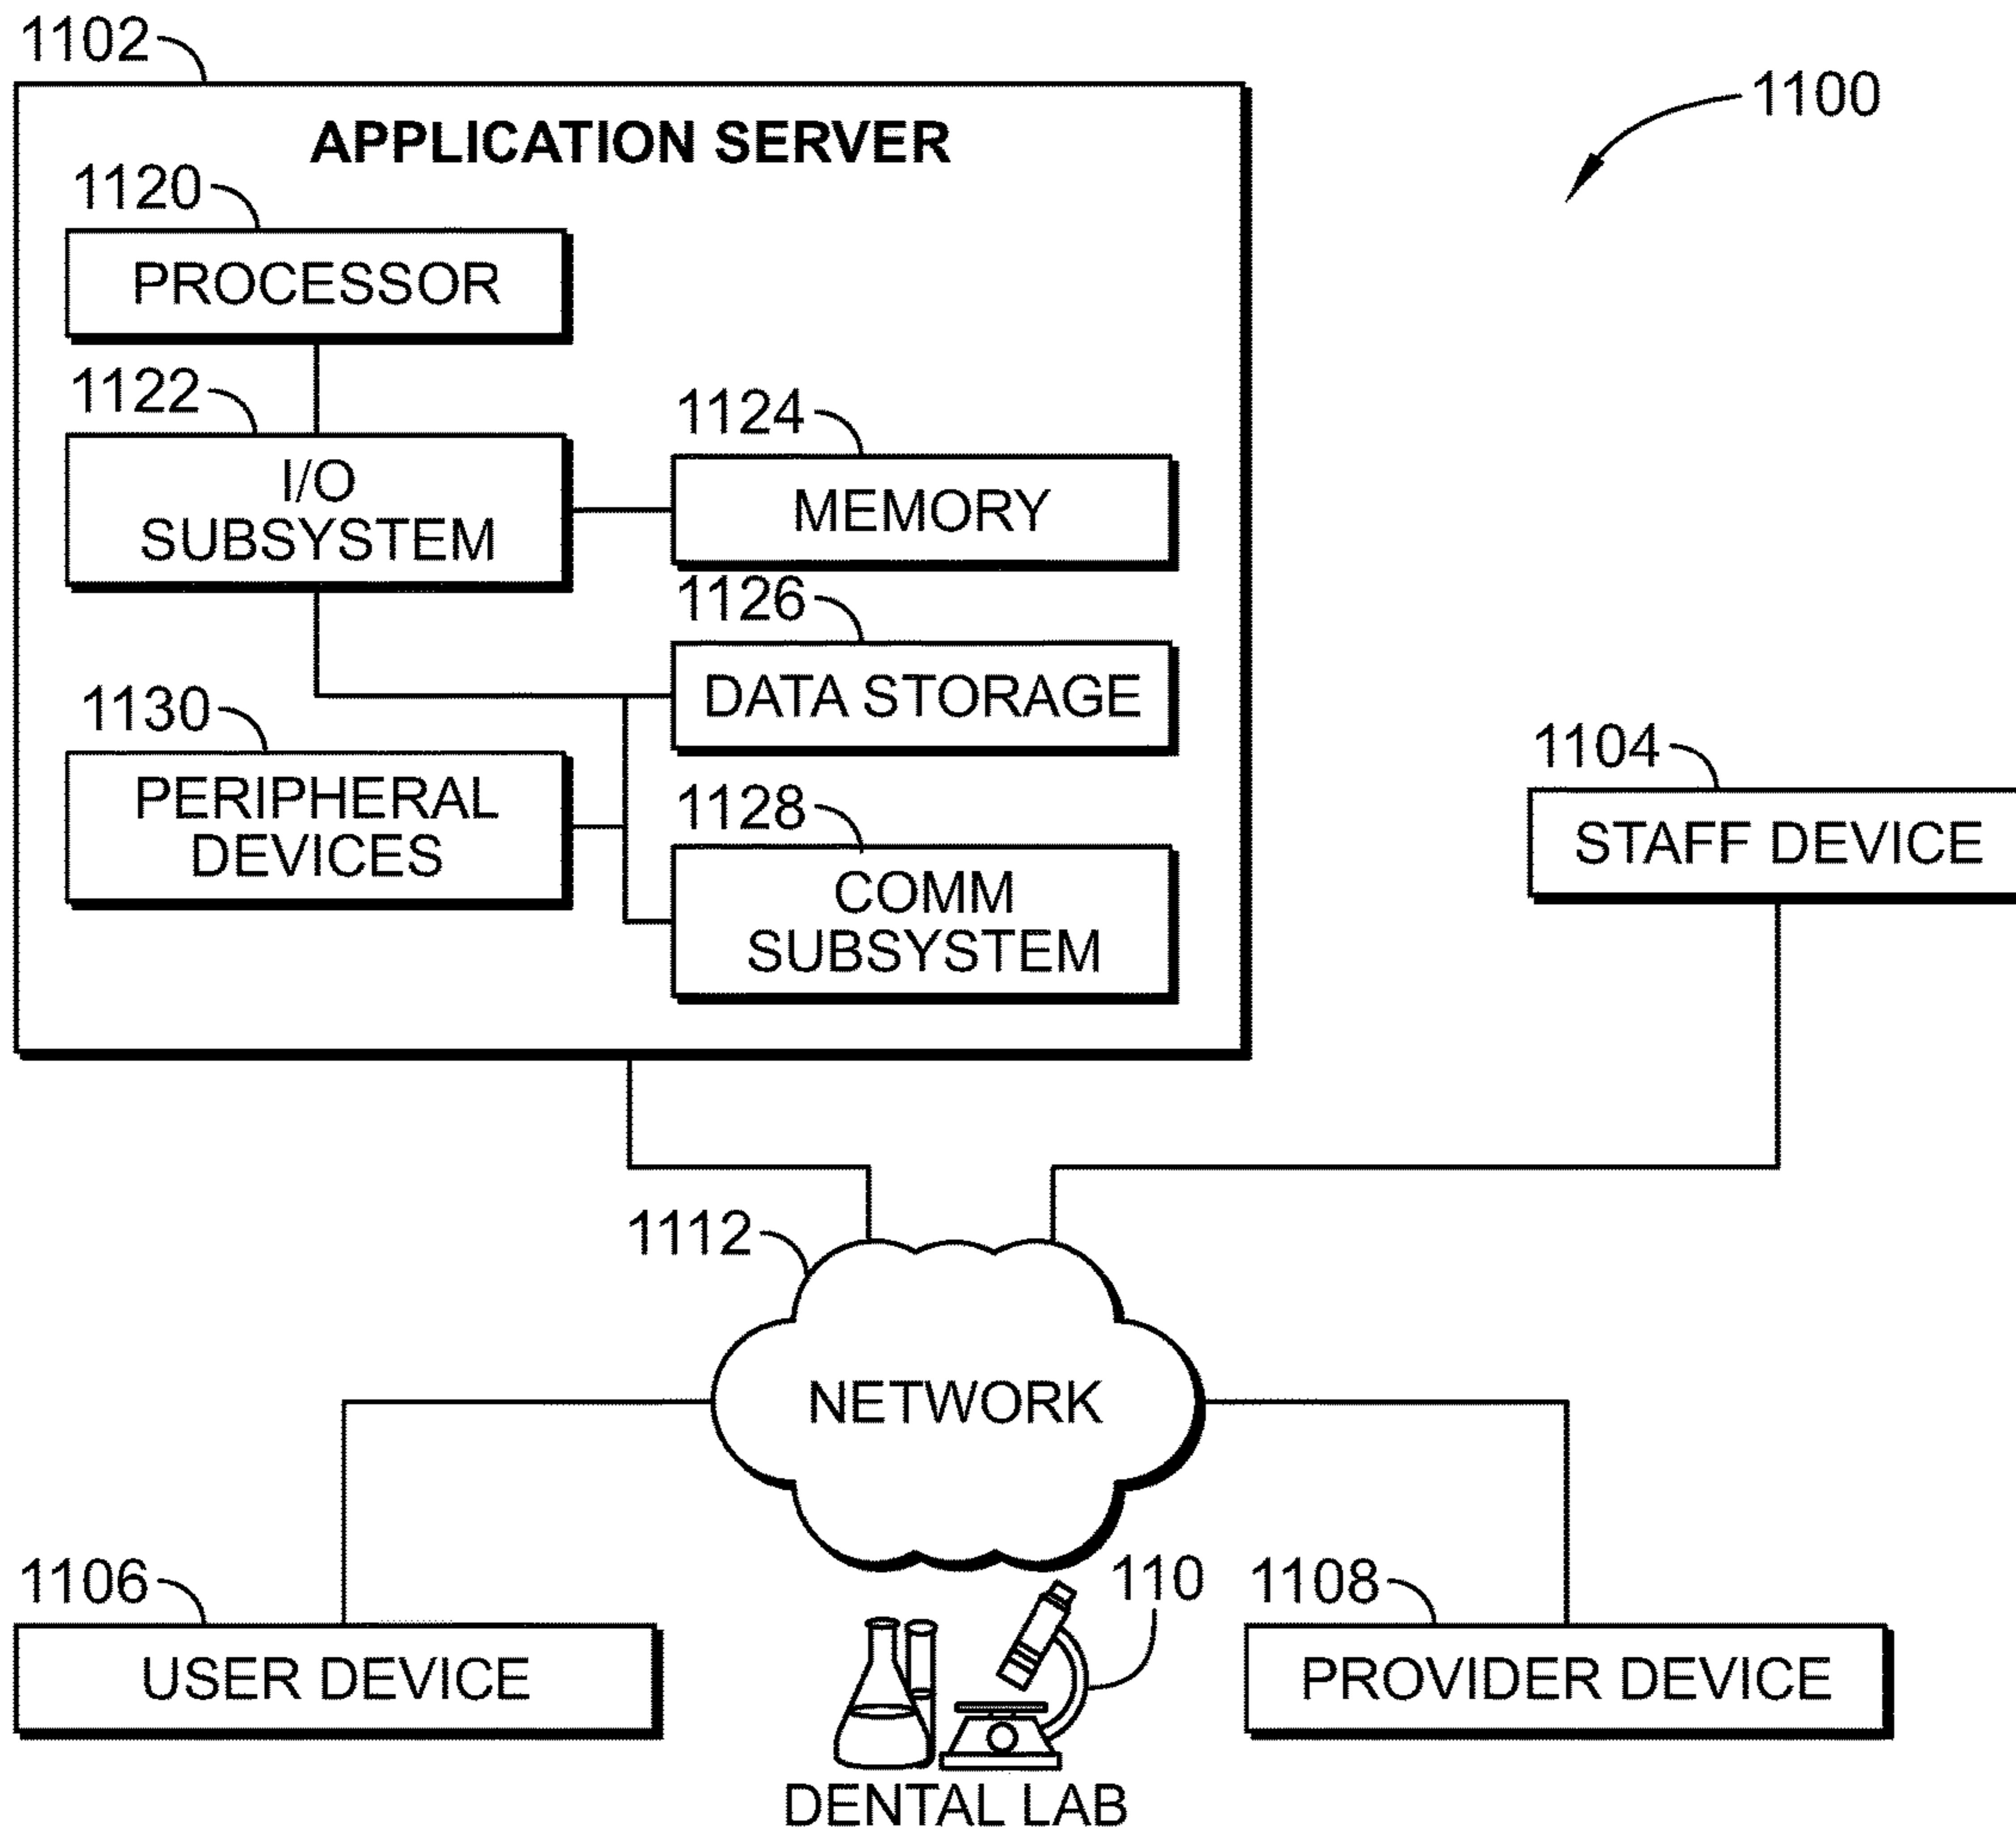 1102
1100
APPLICATION SERVER
1120
PROCESSOR
1122
I/O
SUBSYSTEM
1124
MEMORY
1126
DATA STORAGE
1130
PERIPHERAL
DEVICES
1128
COMM
SUBSYSTEM
1104
STAFF DEVICE
1112
NETWORK
1106
USER DEVICE
110
DENTAL LAB
1108
PROVIDER DEVICE